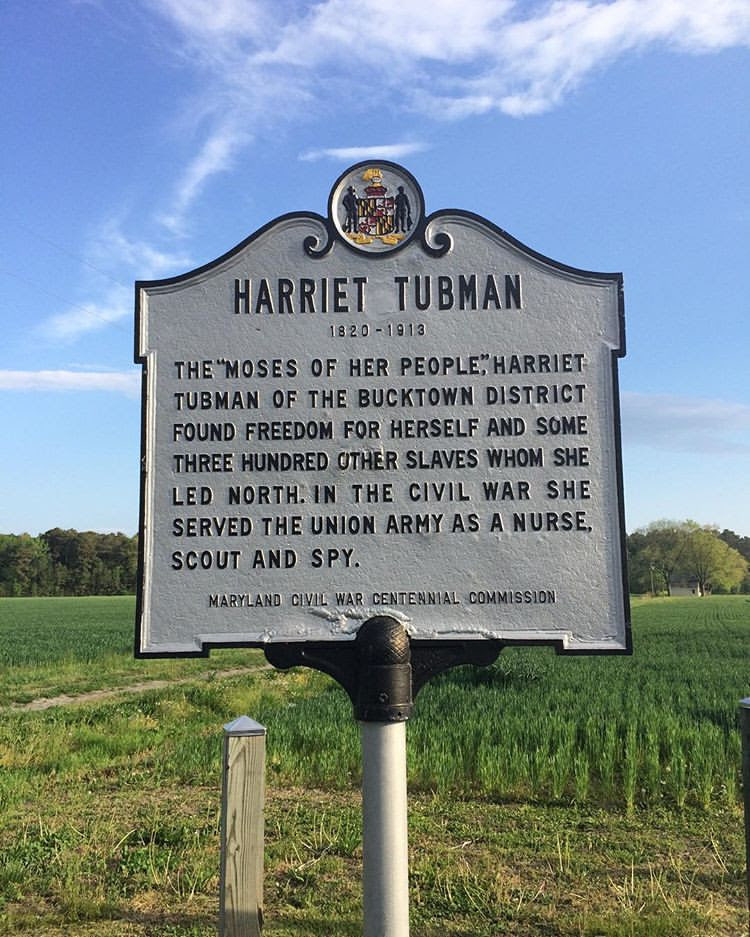 HARRIET TUBMAN
1820-1913
THE "MOSES OF HER PEOPLE," HARRIET
TUBMAN OF THE BUCKTOWN DISTRICT
FOUND FREEDOM FOR HERSELF AND SOME
THREE HUNDRED OTHER SLAVES WHOM SHE
LED NORTH. IN THE CIVIL WAR SHE
SERVED THE UNION ARMY AS A NURSE,
SCOUT AND SPY.
MARYLAND CIVIL WAR CENTENNIAL COMMISSION